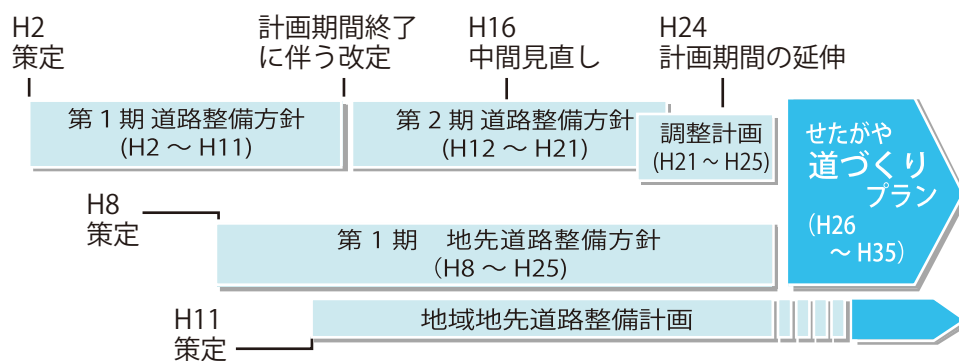 H2
策定
計画期間終了
に伴う改定
H16
中間見直し
H24
計画期間の延伸
第1期 道路整備方針
(H2 ～ H11)
第2期 道路整備方針
(H12 ～ H21)
調整計画
(H21～H25)
せたがや
道づくり
プラン
(H26
～H35)
H8
策定
第1期 地先道路整備方針
(H8 ～ H25)
H11
策定
地域地先道路整備計画